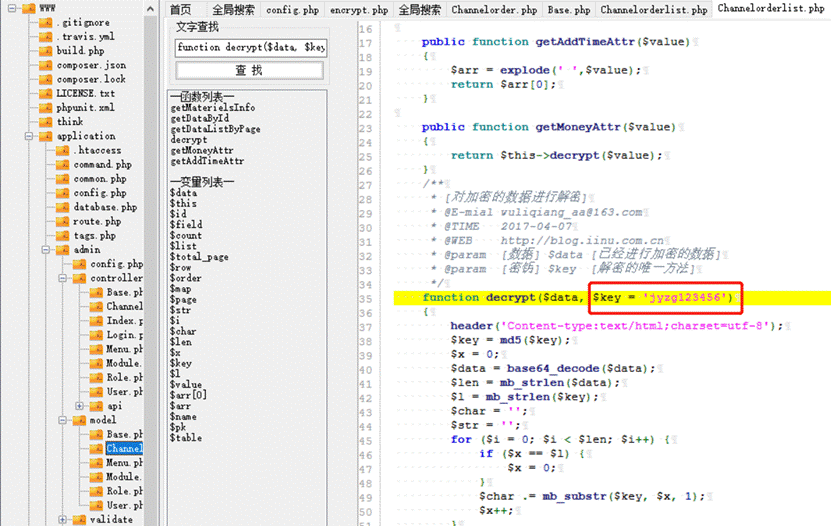 WWW
.gitignore
.travis.yml
build.php
composer.json
composer.lock
LICENSE.txt
phpunit.xml
think
application
.htaccess
command.php
common.php
config.php
database.php
route.php
tags.php
admin
config.php
controller
Base.ph
Channel
Index.p
Login.p
Menu.ph
Module.
Role.ph
User.ph
api
model
Base.ph
Channel
Menu.ph
Module.
Role.ph
User.ph
validate
首页 全局搜索 config.php encrypt.php 全局搜索 Channelorder.php Base.php Channelorderlist.php Channelorderlist.php
文字查找
function decrypt($data, $key
查 找
—函数列表—
getMaterielsInfo
getDataById
getDataListByPage
decrypt
getMoneyAttr
getAddTimeAttr
—变量列表—
$data
$this
$id
$field
$count
$list
$total_page
$row
$order
$map
$page
$str
$i
$char
$len
$x
$key
$l
$value
$arr[0]
$arr
$name
$pk
$table
16
17 public function getAddTimeAttr($value)
18 {
19 $arr = explode(' ',$value);
20 return $arr[0];
21 }
22
23 public function getMoneyAttr($value)
24 {
25 return $this->decrypt($value);
26 }
27 /**
28 * [对加密的数据进行解密]
29 * @E-mial wuliqiang_aa@163.com
30 * @TIME 2017-04-07
31 * @WEB http://blog.iinu.com.cn
32 * @param [数据] $data [已经进行加密的数据]
33 * @param [密钥] $key [解密的唯一方法]
34 */
35 function decrypt($data, $key = 'jyzg123456')
36 {
37 header('Content-type:text/html;charset=utf-8');
38 $key = md5($key);
39 $x = 0;
40 $data = base64_decode($data);
41 $len = mb_strlen($data);
42 $l = mb_strlen($key);
43 $char = '';
44 $str = '';
45 for ($i = 0; $i < $len; $i++) {
46 if ($x == $l) {
47 $x = 0;
48 }
49 $char .= mb_substr($key, $x, 1);
50 $x++;
51 }